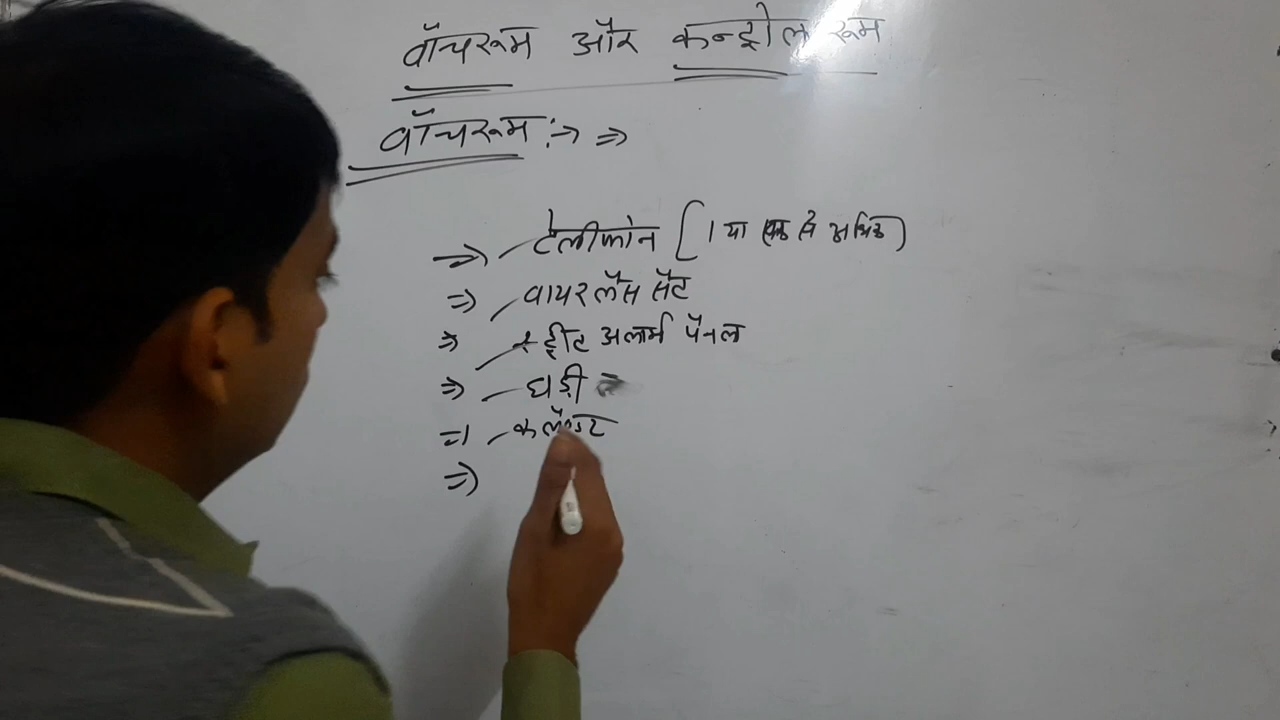 वॉचरूम और कन्ट्रोल रूम
वॉचरूम :→ ⇒
⇒ टेलीफोन [1 या एक से अधिक)
⇒ वायरलैस सैट
⇒ स्ट्रीट अलार्म पैनल
⇒ घड़ी
⇒ कलैण्डर
⇒